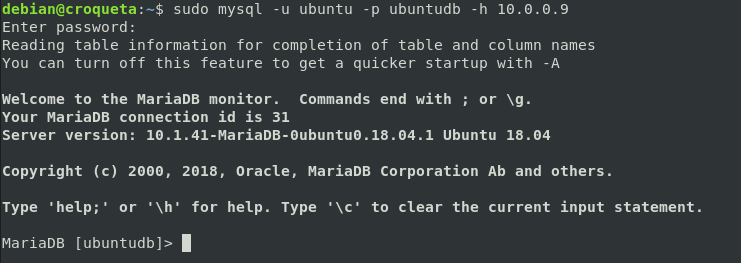 debian@croqueta:~$ sudo mysql -u ubuntu -p ubuntudb -h 10.0.0.9
Enter password:
Reading table information for completion of table and column names
You can turn off this feature to get a quicker startup with -A
Welcome to the MariaDB monitor.  Commands end with ; or \g.
Your MariaDB connection id is 31
Server version: 10.1.41-MariaDB-0ubuntu0.18.04.1 Ubuntu 18.04
Copyright (c) 2000, 2018, Oracle, MariaDB Corporation Ab and others.
Type 'help;' or '\h' for help. Type '\c' to clear the current input statement.
MariaDB [ubuntudb]>